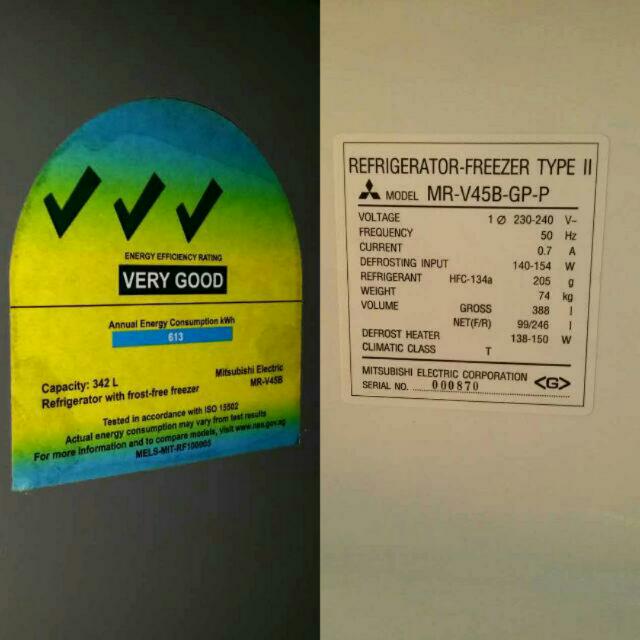 ENERGY EFFICIENCY RATING
VERY GOOD
Annual Energy Consumption kWh
613
Capacity: 342 L
Refrigerator with frost-free freezer
Mitsubishi Electric
MR-V45B
Tested in accordance with ISO 15502
Actual energy consumption may vary from test results
For more information and to compare models, visit www.nea.gov.sg
MELS-MIT-RF100005
REFRIGERATOR-FREEZER TYPE II
MODEL MR-V45B-GP-P
VOLTAGE 1 Ø 230-240 V~
FREQUENCY 50 Hz
CURRENT 0.7 A
DEFROSTING INPUT 140-154 W
REFRIGERANT HFC-134a 205 g
WEIGHT 74 kg
VOLUME GROSS 388 l
NET(F/R) 99/246 l
DEFROST HEATER 138-150 W
CLIMATIC CLASS T
MITSUBISHI ELECTRIC CORPORATION
SERIAL NO. 000870 <G>